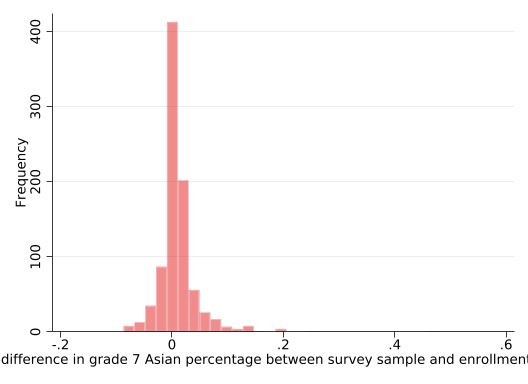 400
300
200
100
0
Frequency
-.2 0 .2 .4 .6
difference in grade 7 Asian percentage between survey sample and enrollment